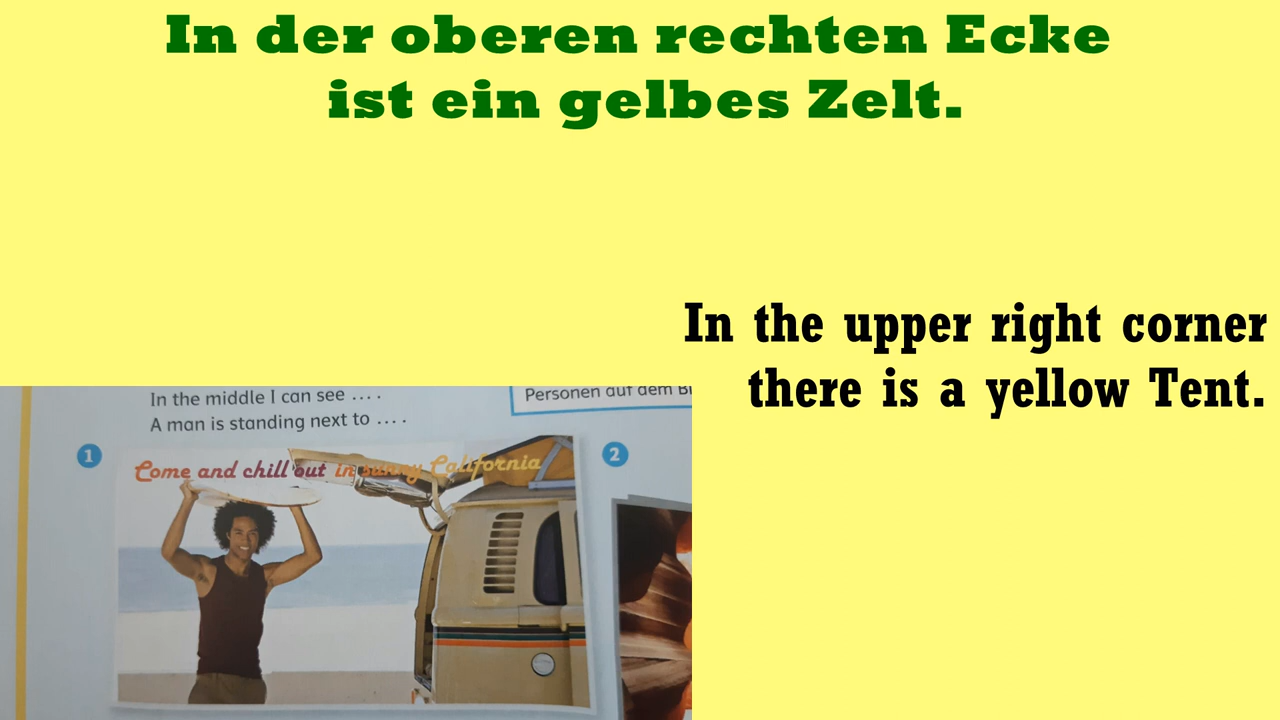 In der oberen rechten Ecke
ist ein gelbes Zelt.
In the upper right corner
there is a yellow Tent.
In the middle I can see ....
A man is standing next to ....
Personen auf dem
1
Come and chill out in sunny California
2